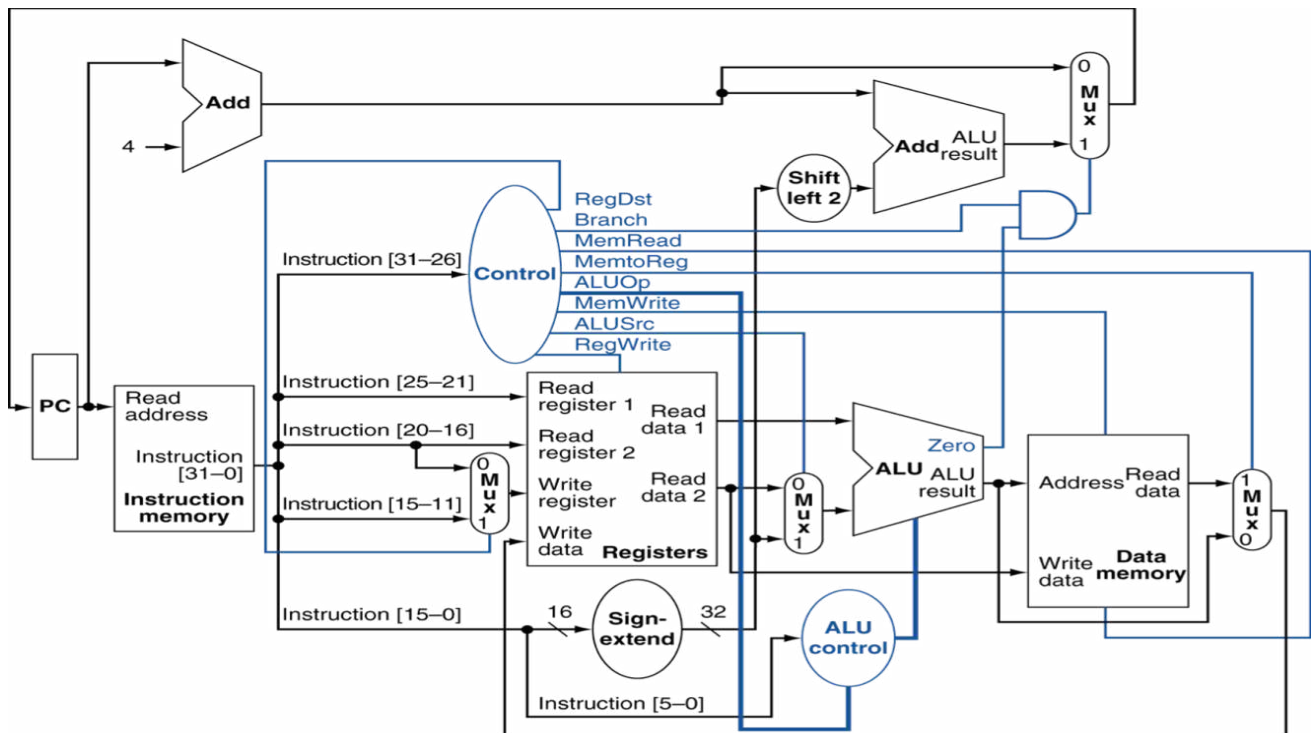 Add
4
0
Mux
1
Add
ALU
result
Shift
left 2
RegDst
Branch
MemRead
MemtoReg
ALUOp
MemWrite
ALUSrc
RegWrite
Control
Instruction [31–26]
PC
Read
address
Instruction
[31–0]
Instruction
memory
Instruction [25–21]
Instruction [20–16]
Instruction [15–11]
0
Mux
1
Read
register 1
Read
register 2
Write
register
Write
data
Read
data 1
Read
data 2
Registers
0
Mux
1
Zero
ALU
ALU
result
Address
Read
data
Write
data
Data
memory
1
Mux
0
Instruction [15–0]
16
Sign-
extend
32
ALU
control
Instruction [5–0]